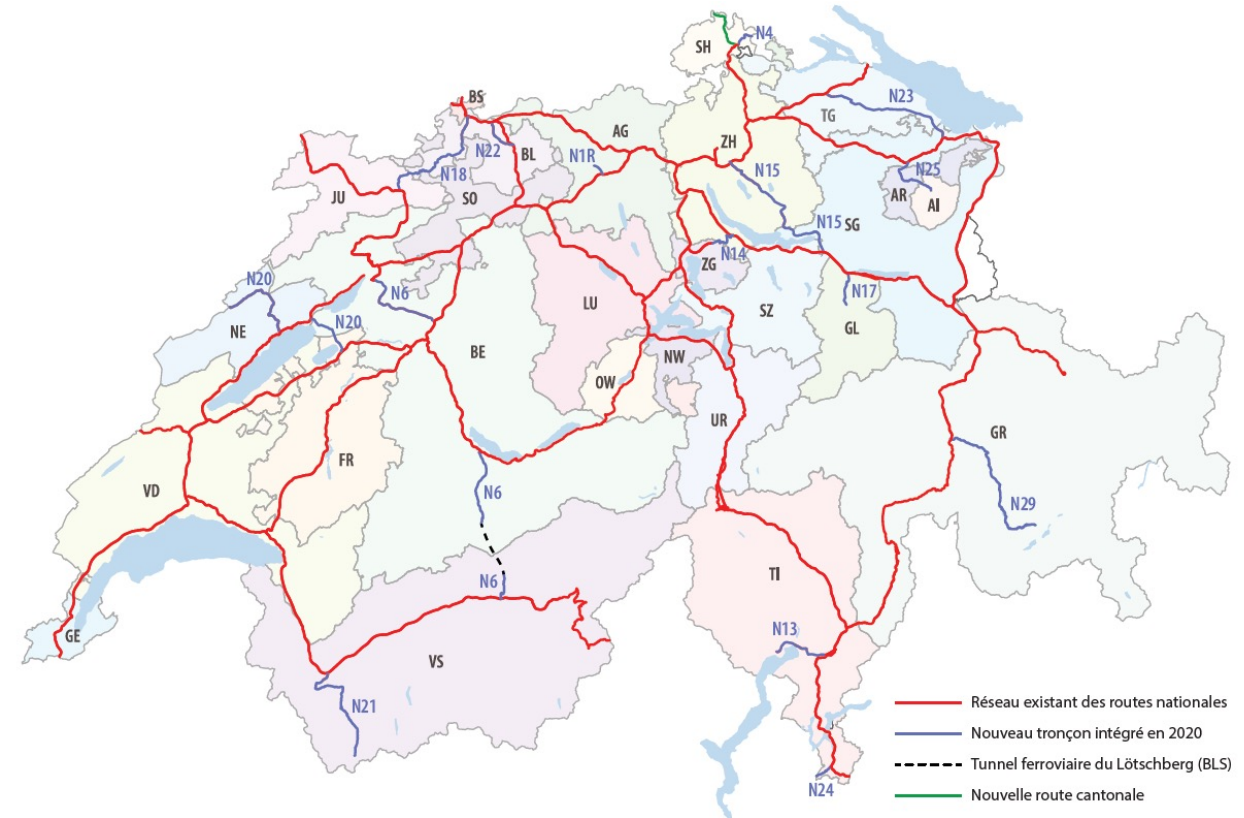 SH
N4
BS
N23
TG
AG
N22
BL
ZH
N1R
N15
N18
N25
JU
SO
AR
AI
N15
SG
N14
ZG
N20
N6
N17
LU
SZ
N20
NE
GL
BE
NW
OW
UR
GR
FR
VD
N6
N29
TI
N6
GE
N13
VS
N21
Réseau existant des routes nationales
Nouveau tronçon intégré en 2020
Tunnel ferroviaire du Lötschberg (BLS)
N24
Nouvelle route cantonale